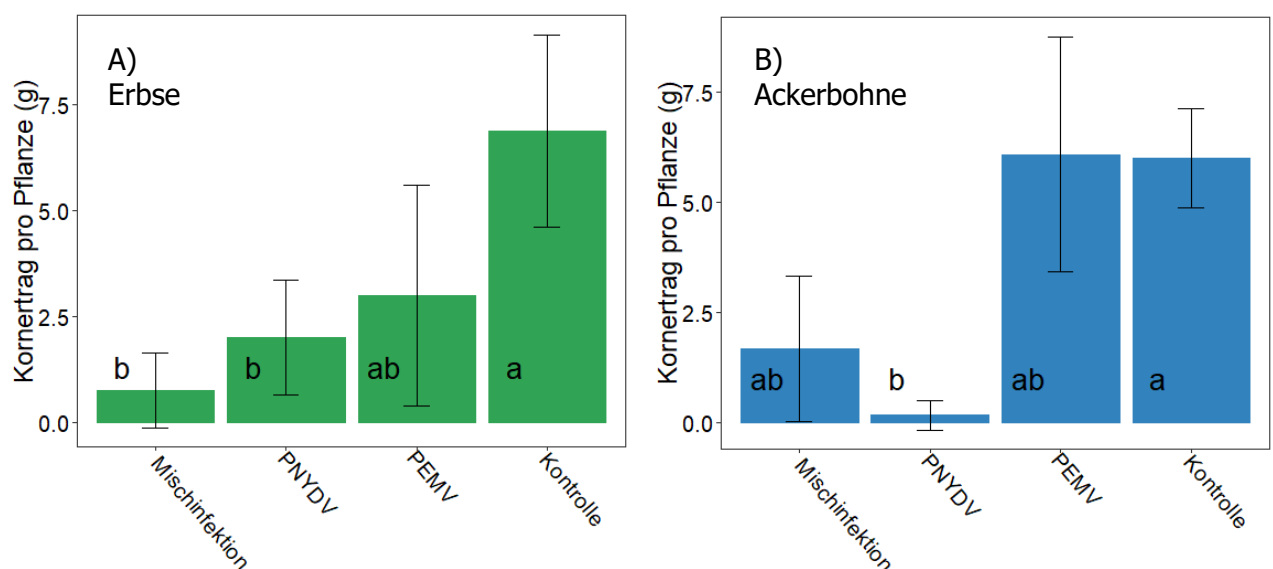 A)
Erbse
Kornertrag pro Pflanze (g)
7.5
5.0
2.5
0.0
b
b
ab
a
Mischinfektion
PNYDV
PEMV
Kontrolle
B)
Ackerbohne
Kornertrag pro Pflanze (g)
7.5
5.0
2.5
0.0
ab
b
ab
a
Mischinfektion
PNYDV
PEMV
Kontrolle